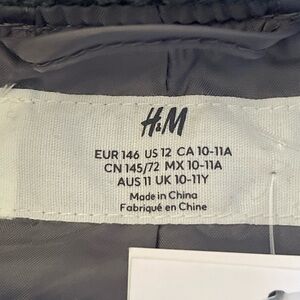 H&M
EUR 146 US 12 CA 10-11A
CN 145/72 MX 10-11A
AUS 11 UK 10-11Y
Made in China
Fabriqué en Chine